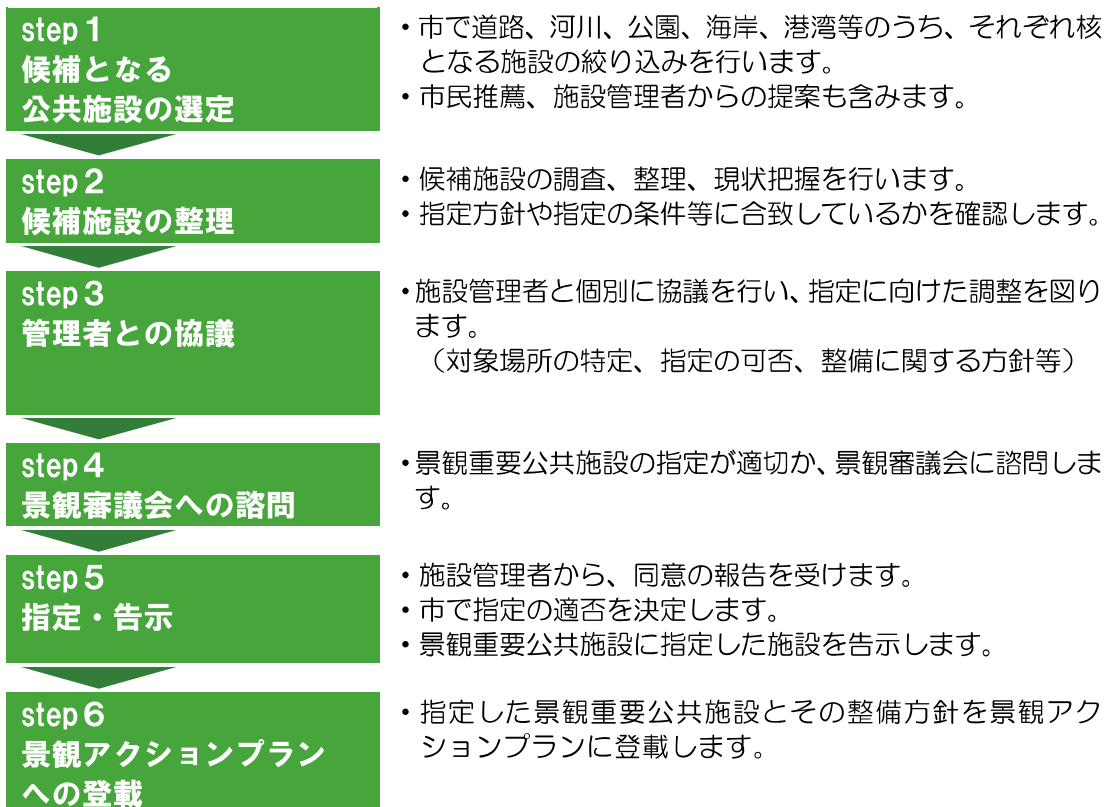 step１
候補となる
公共施設の選定
・市で道路、河川、公園、海岸、港湾等のうち、それぞれ核
となる施設の絞り込みを行います。
・市民推薦、施設管理者からの提案も含みます。
step２
候補施設の整理
・候補施設の調査、整理、現状把握を行います。
・指定方針や指定の条件等に合致しているかを確認します。
step３
管理者との協議
・施設管理者と個別に協議を行い、指定に向けた調整を図り
ます。
（対象場所の特定、指定の可否、整備に関する方針等）
step４
景観審議会への諮問
・景観重要公共施設の指定が適切か、景観審議会に諮問しま
す。
step５
指定・告示
・施設管理者から、同意の報告を受けます。
・市で指定の適否を決定します。
・景観重要公共施設に指定した施設を告示します。
step６
景観アクションプラン
への登載
・指定した景観重要公共施設とその整備方針を景観アク
ションプランに登載します。